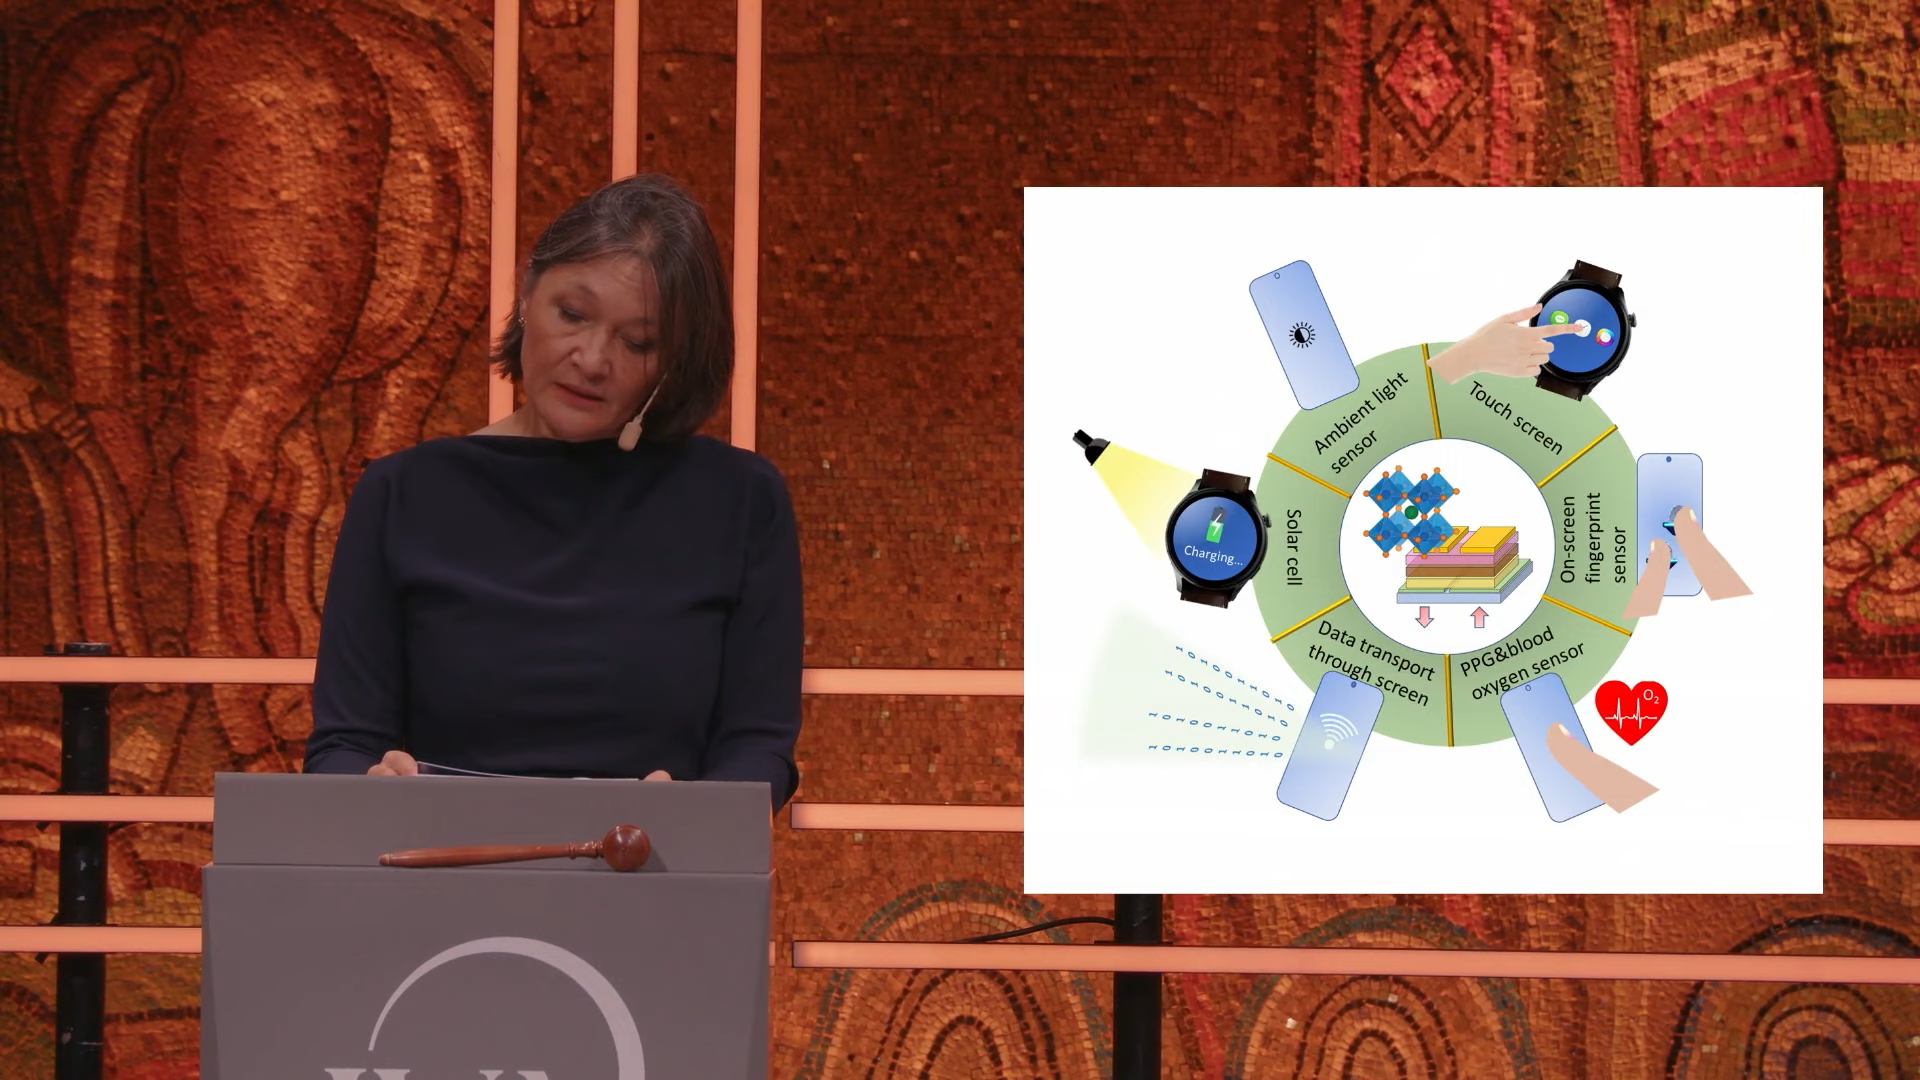 Ambient light
sensor
Touch screen
On-screen
fingerprint
sensor
PPG&blood
oxygen sensor
O₂
Data transport
through screen
Solar cell
Charging...